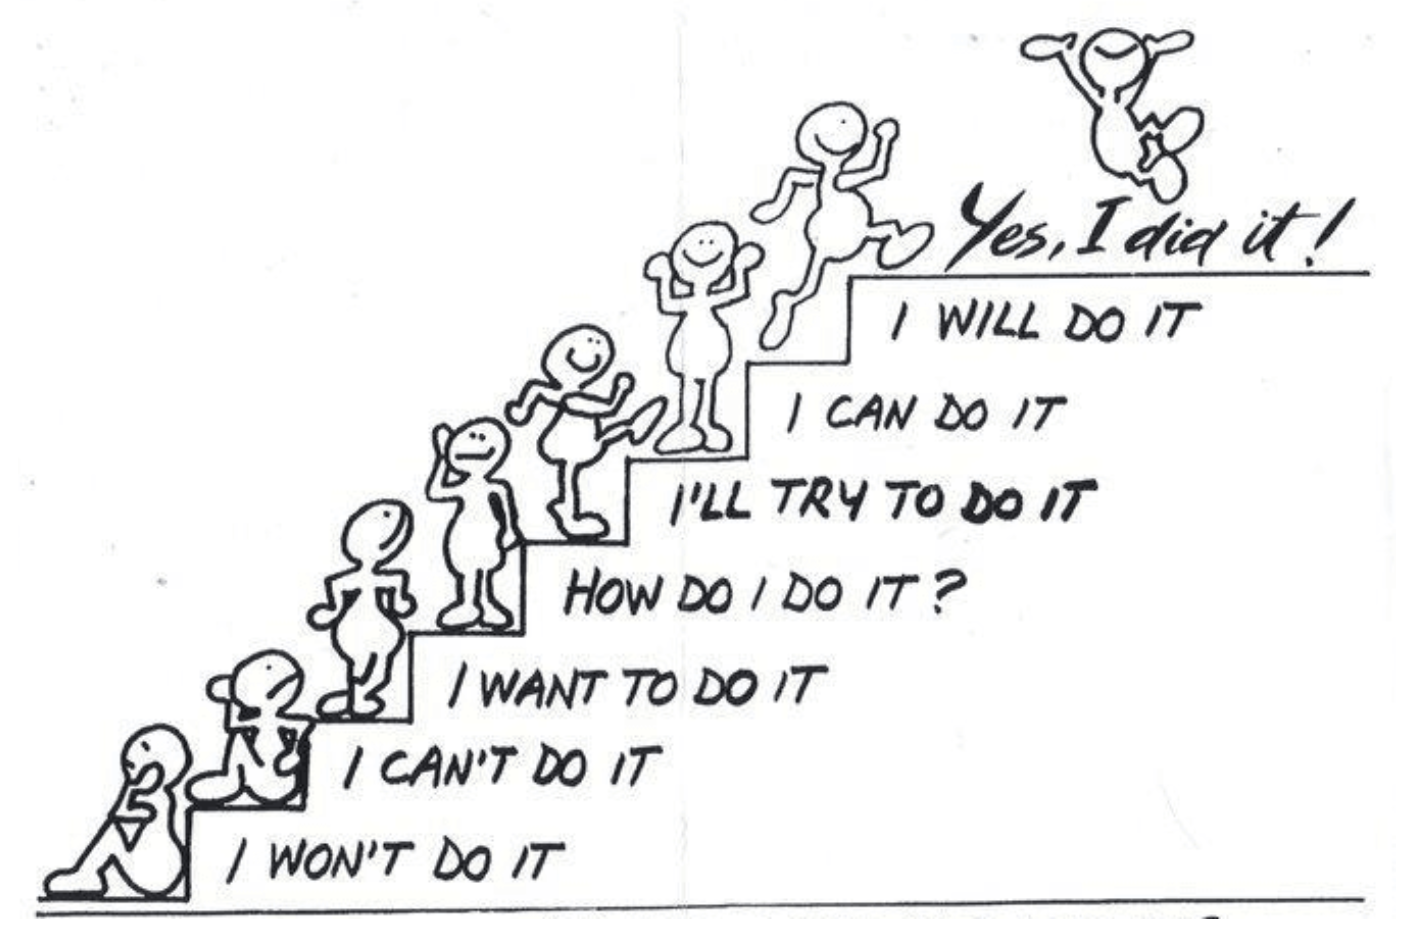 Yes, I did it!
I WILL DO IT
I CAN DO IT
I'LL TRY TO DO IT
HOW DO I DO IT?
I WANT TO DO IT
I CAN'T DO IT
I WON'T DO IT